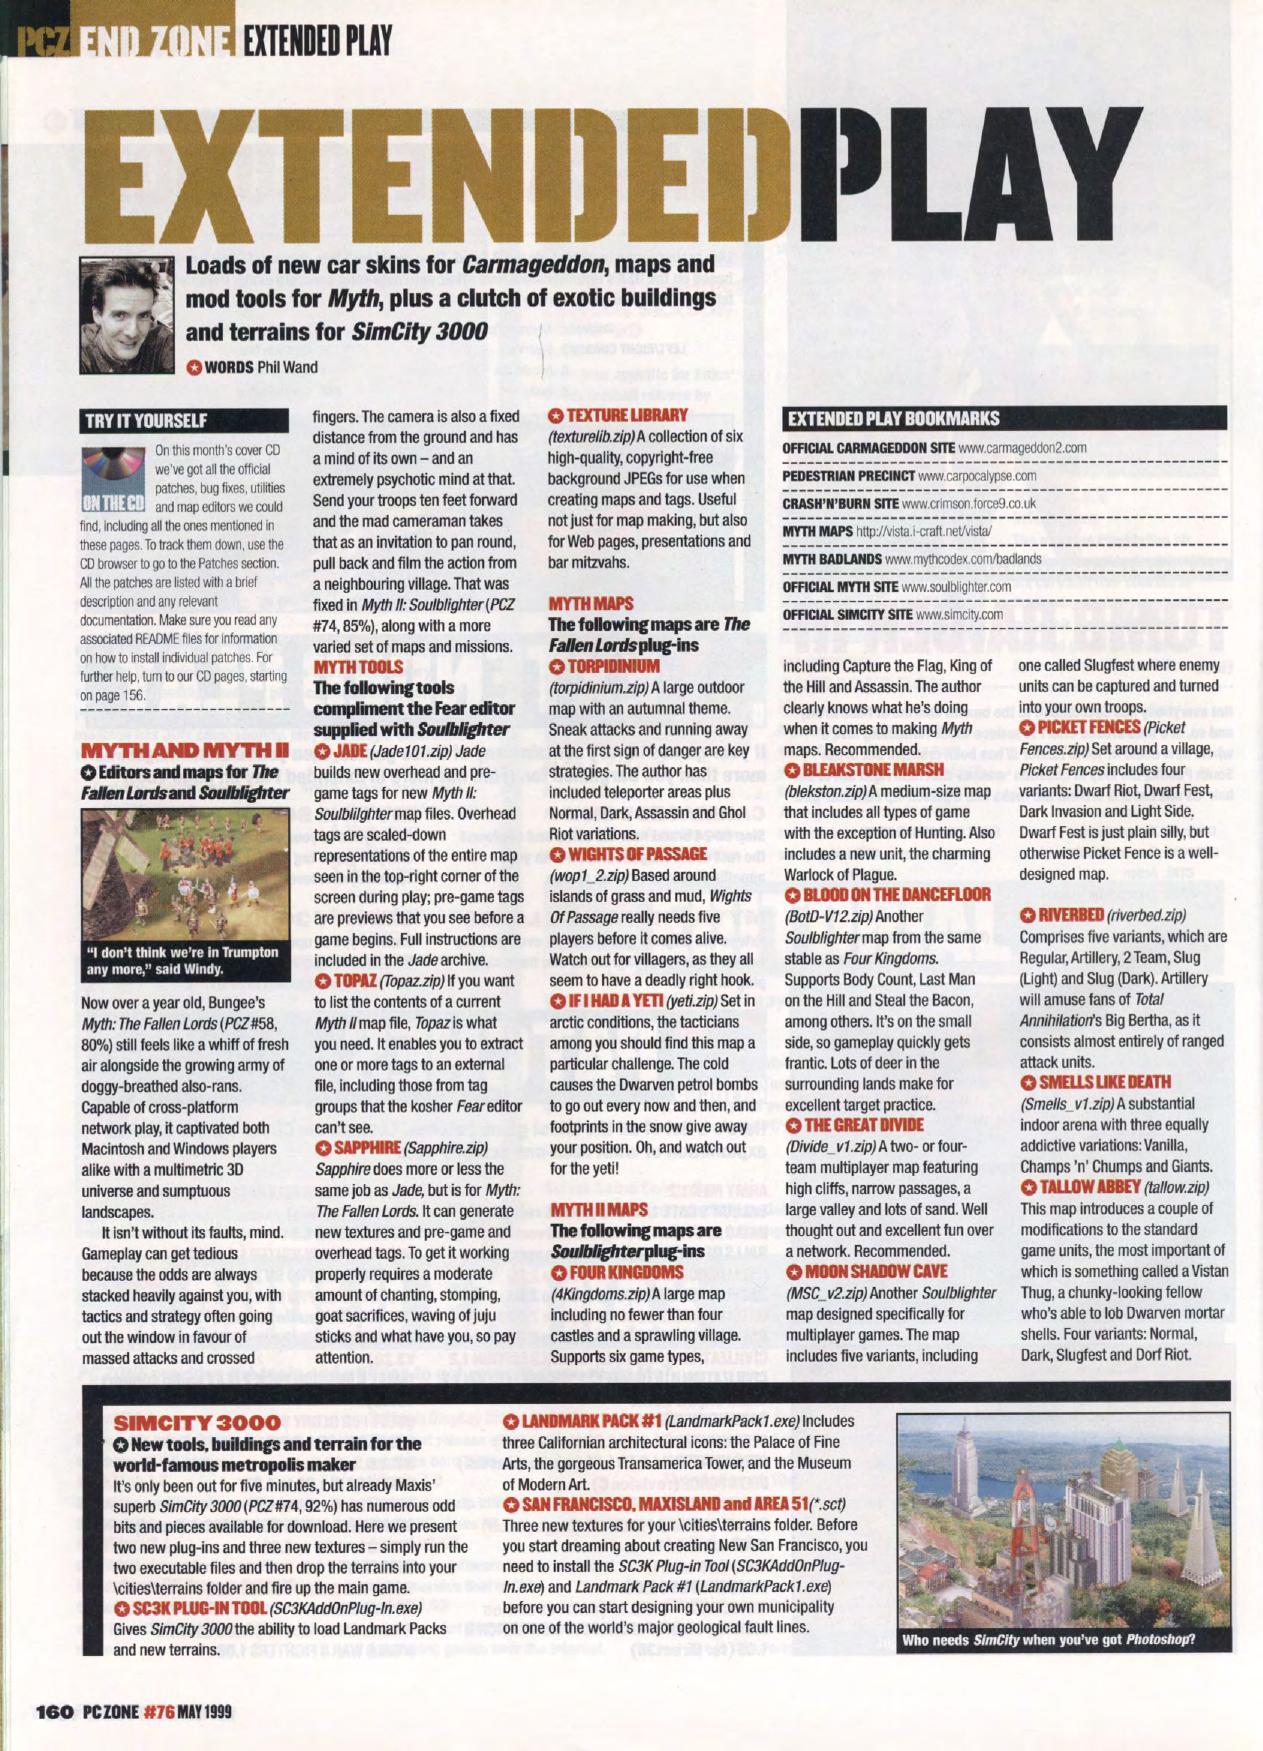 PCZ END ZONE EXTENDED PLAY
EXTENDEDPLAY
Loads of new car skins for Carmageddon, maps and
mod tools for Myth, plus a clutch of exotic buildings
and terrains for SimCity 3000
WORDS Phil Wand
TRY IT YOURSELF
ON THE CD
On this month's cover CD
we've got all the official
patches, bug fixes, utilities
and map editors we could
find, including all the ones mentioned in
these pages. To track them down, use the
CD browser to go to the Patches section.
All the patches are listed with a brief
description and any relevant
documentation. Make sure you read any
associated README files for information
on how to install individual patches. For
further help, turn to our CD pages, starting
on page 156.
MYTH AND MYTH II
Editors and maps for The
Fallen Lords and Soulblighter
"I don't think we're in Trumpton
any more," said Windy.
Now over a year old, Bungee's
Myth: The Fallen Lords (PCZ #58,
80%) still feels like a whiff of fresh
air alongside the growing army of
doggy-breathed also-rans.
Capable of cross-platform
network play, it captivated both
Macintosh and Windows players
alike with a multimetric 3D
universe and sumptuous
landscapes.
It isn't without its faults, mind.
Gameplay can get tedious
because the odds are always
stacked heavily against you, with
tactics and strategy often going
out the window in favour of
massed attacks and crossed
fingers. The camera is also a fixed
distance from the ground and has
a mind of its own – and an
extremely psychotic mind at that.
Send your troops ten feet forward
and the mad cameraman takes
that as an invitation to pan round,
pull back and film the action from
a neighbouring village. That was
fixed in Myth II: Soulblighter (PCZ
#74, 85%), along with a more
varied set of maps and missions.
MYTH TOOLS
The following tools
compliment the Fear editor
supplied with Soulblighter
JADE (Jade101.zip) Jade
builds new overhead and pre-
game tags for new Myth II:
Soulblilghter map files. Overhead
tags are scaled-down
representations of the entire map
seen in the top-right corner of the
screen during play; pre-game tags
are previews that you see before a
game begins. Full instructions are
included in the Jade archive.
TOPAZ (Topaz.zip) If you want
to list the contents of a current
Myth II map file, Topaz is what
you need. It enables you to extract
one or more tags to an external
file, including those from tag
groups that the kosher Fear editor
can't see.
SAPPHIRE (Sapphire.zip)
Sapphire does more or less the
same job as Jade, but is for Myth:
The Fallen Lords. It can generate
new textures and pre-game and
overhead tags. To get it working
properly requires a moderate
amount of chanting, stomping,
goat sacrifices, waving of juju
sticks and what have you, so pay
attention.
TEXTURE LIBRARY
(texturelib.zip) A collection of six
high-quality, copyright-free
background JPEGs for use when
creating maps and tags. Useful
not just for map making, but also
for Web pages, presentations and
bar mitzvahs.
MYTH MAPS
The following maps are The
Fallen Lords plug-ins
TORPIDINIUM
(torpidinium.zip) A large outdoor
map with an autumnal theme.
Sneak attacks and running away
at the first sign of danger are key
strategies. The author has
included teleporter areas plus
Normal, Dark, Assassin and Ghol
Riot variations.
WIGHTS OF PASSAGE
(wop1_2.zip) Based around
islands of grass and mud, Wights
Of Passage really needs five
players before it comes alive.
Watch out for villagers, as they all
seem to have a deadly right hook.
IF I HAD A YETI (yeti.zip) Set in
arctic conditions, the tacticians
among you should find this map a
particular challenge. The cold
causes the Dwarven petrol bombs
to go out every now and then, and
footprints in the snow give away
your position. Oh, and watch out
for the yeti!
MYTH II MAPS
The following maps are
Soulblighter plug-ins
FOUR KINGDOMS
(4Kingdoms.zip) A large map
including no fewer than four
castles and a sprawling village.
Supports six game types,
EXTENDED PLAY BOOKMARKS
OFFICIAL CARMAGEDDON SITE www.carmageddon2.com
PEDESTRIAN PRECINCT www.carpocalypse.com
CRASH'N'BURN SITE www.crimson.force9.co.uk
MYTH MAPS http://vista.i-craft.net/vista/
MYTH BADLANDS www.mythcodex.com/badlands
OFFICIAL MYTH SITE www.soulblighter.com
OFFICIAL SIMCITY SITE www.simcity.com
including Capture the Flag, King of
the Hill and Assassin. The author
clearly knows what he's doing
when it comes to making Myth
maps. Recommended.
BLEAKSTONE MARSH
(blekston.zip) A medium-size map
that includes all types of game
with the exception of Hunting. Also
includes a new unit, the charming
Warlock of Plague.
BLOOD ON THE DANCEFLOOR
(BotD-V12.zip) Another
Soulblighter map from the same
stable as Four Kingdoms.
Supports Body Count, Last Man
on the Hill and Steal the Bacon,
among others. It's on the small
side, so gameplay quickly gets
frantic. Lots of deer in the
surrounding lands make for
excellent target practice.
THE GREAT DIVIDE
(Divide_v1.zip) A two- or four-
team multiplayer map featuring
high cliffs, narrow passages, a
large valley and lots of sand. Well
thought out and excellent fun over
a network. Recommended.
MOON SHADOW CAVE
(MSC_v2.zip) Another Soulblighter
map designed specifically for
multiplayer games. The map
includes five variants, including
one called Slugfest where enemy
units can be captured and turned
into your own troops.
PICKET FENCES (Picket
Fences.zip) Set around a village,
Picket Fences includes four
variants: Dwarf Riot, Dwarf Fest,
Dark Invasion and Light Side.
Dwarf Fest is just plain silly, but
otherwise Picket Fence is a well-
designed map.
RIVERBED (riverbed.zip)
Comprises five variants, which are
Regular, Artillery, 2 Team, Slug
(Light) and Slug (Dark). Artillery
will amuse fans of Total
Annihilation's Big Bertha, as it
consists almost entirely of ranged
attack units.
SMELLS LIKE DEATH
(Smells_v1.zip) A substantial
indoor arena with three equally
addictive variations: Vanilla,
Champs 'n' Chumps and Giants.
TALLOW ABBEY (tallow.zip)
This map introduces a couple of
modifications to the standard
game units, the most important of
which is something called a Vistan
Thug, a chunky-looking fellow
who's able to lob Dwarven mortar
shells. Four variants: Normal,
Dark, Slugfest and Dorf Riot.
SIMCITY 3000
New tools, buildings and terrain for the
world-famous metropolis maker
It's only been out for five minutes, but already Maxis'
superb SimCity 3000 (PCZ #74, 92%) has numerous odd
bits and pieces available for download. Here we present
two new plug-ins and three new textures – simply run the
two executable files and then drop the terrains into your
\cities\terrains folder and fire up the main game.
SC3K PLUG-IN TOOL (SC3KAddOnPlug-In.exe)
Gives SimCity 3000 the ability to load Landmark Packs
and new terrains.
LANDMARK PACK #1 (LandmarkPack1.exe) Includes
three Californian architectural icons: the Palace of Fine
Arts, the gorgeous Transamerica Tower, and the Museum
of Modern Art.
SAN FRANCISCO, MAXISLAND and AREA 51 (*.sct)
Three new textures for your \cities\terrains folder. Before
you start dreaming about creating New San Francisco, you
need to install the SC3K Plug-in Tool (SC3KAddOnPlug-
In.exe) and Landmark Pack #1 (LandmarkPack1.exe)
before you can start designing your own municipality
on one of the world's major geological fault lines.
Who needs SimCity when you've got Photoshop?
160 PCZONE #76 MAY 1999